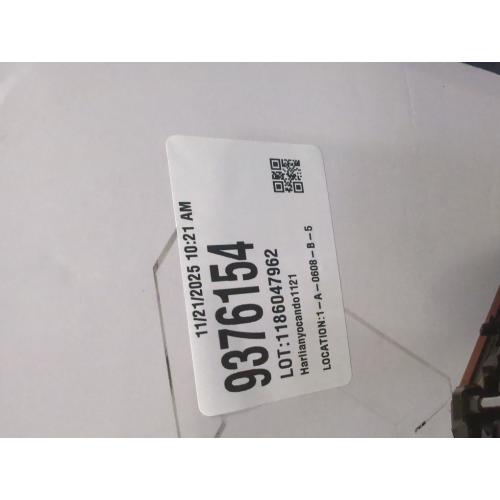 11/21/2025 10:21 AM
9376154
LOT:1186047962
Harlianyocando1121
LOCATION:1-A-0608-B-5